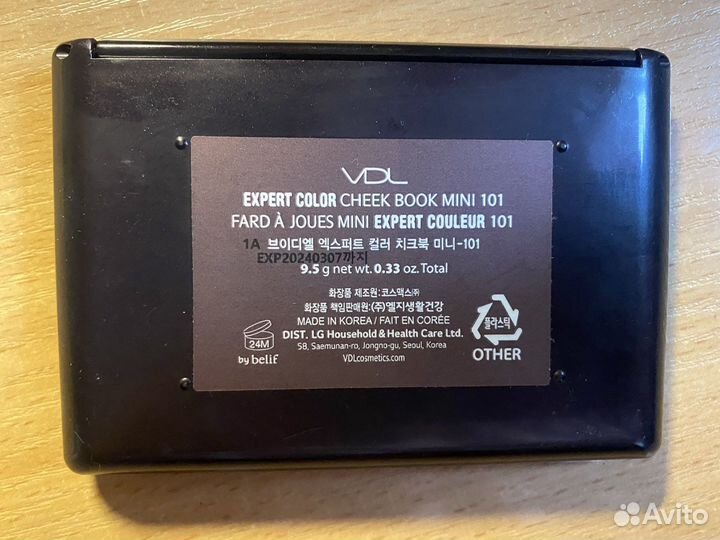 VDL
EXPERT COLOR CHEEK BOOK MINI 101
FARD À JOUES MINI EXPERT COULEUR 101
1A 브이디엘 엑스퍼트 컬러 치크북 미니-101
EXP20240307까지
9.5 g net wt. 0.33 oz. Total
화장품 제조원: 코스맥스㈜
화장품 책임판매원: (주)엘지생활건강
MADE IN KOREA / FAIT EN CORÉE
DIST. LG Household & Health Care Ltd.
58, Saemunan-ro, Jongno-gu, Seoul, Korea
VDLcosmetics.com
24M
by belif
플라스틱
OTHER
Avito